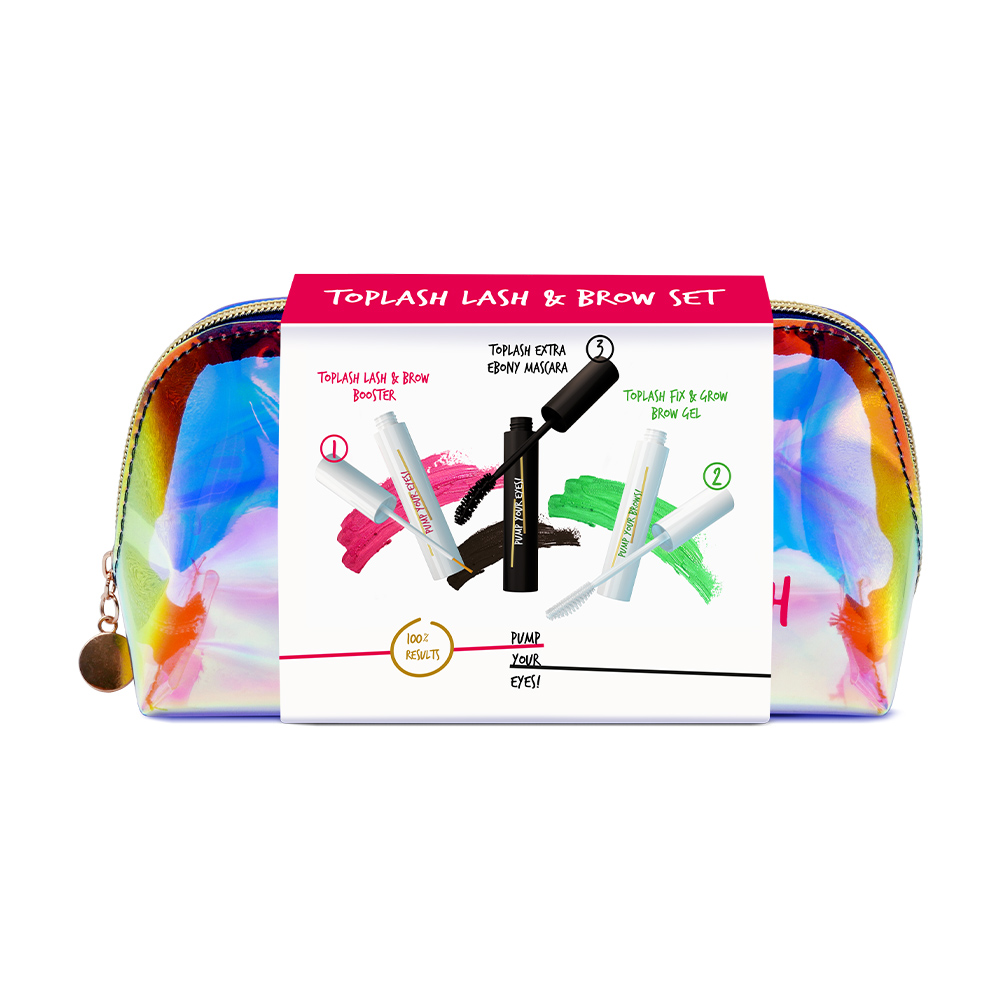 TOPLASH LASH & BROW SET
TOPLASH EXTRA
EBONY MASCARA
3
TOPLASH LASH & BROW
BOOSTER
1
TOPLASH FIX & GROW
BROW GEL
2
PUMP YOUR EYES!
PUMP YOUR EYES!
PUMP YOUR BROWS!
100%
RESULTS
PUMP
YOUR
EYES!
H